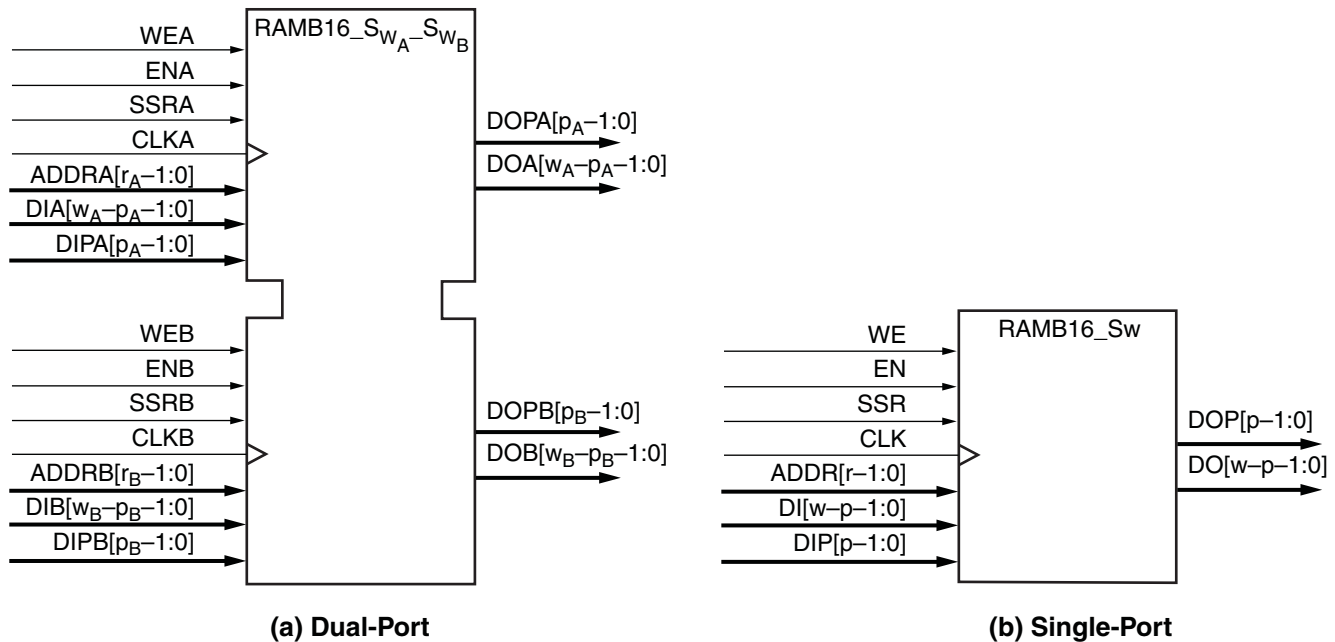 RAMB16_SWA_SWB
WEA
ENA
SSRA
CLKA
ADDRA[rA–1:0]
DIA[wA–pA–1:0]
DIPA[pA–1:0]
DOPA[pA–1:0]
DOA[wA–pA–1:0]
WEB
ENB
SSRB
CLKB
ADDRB[rB–1:0]
DIB[wB–pB–1:0]
DIPB[pB–1:0]
DOPB[pB–1:0]
DOB[wB–pB–1:0]
(a) Dual-Port
RAMB16_Sw
WE
EN
SSR
CLK
ADDR[r–1:0]
DI[w–p–1:0]
DIP[p–1:0]
DOP[p–1:0]
DO[w–p–1:0]
(b) Single-Port